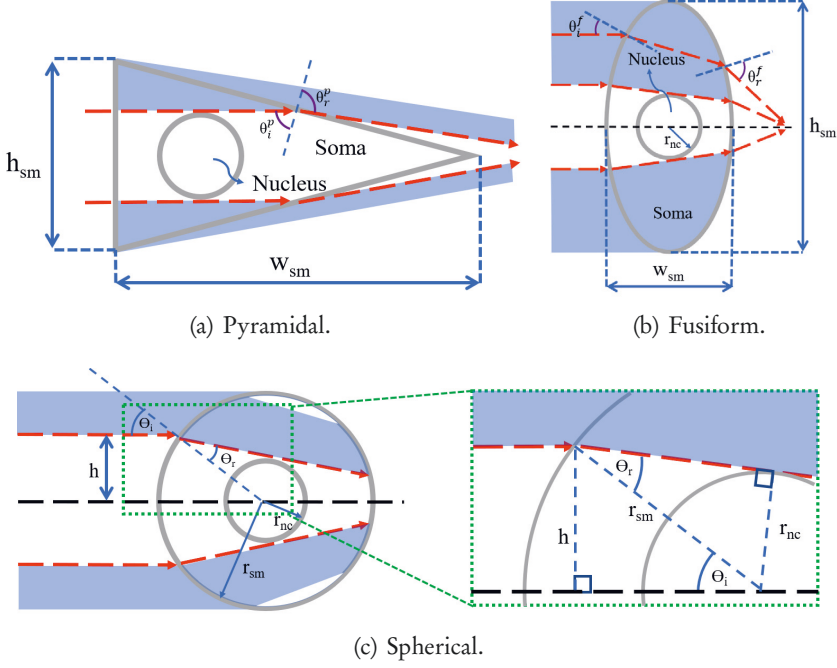 h_sm
θ_i^p
θ_r^p
Soma
Nucleus
w_sm
(a) Pyramidal.
θ_i^f
Nucleus
θ_r^f
r_nc
h_sm
Soma
w_sm
(b) Fusiform.
Θ_i
h
Θ_r
r_nc
r_sm
Θ_r
r_sm
h
r_nc
Θ_i
(c) Spherical.